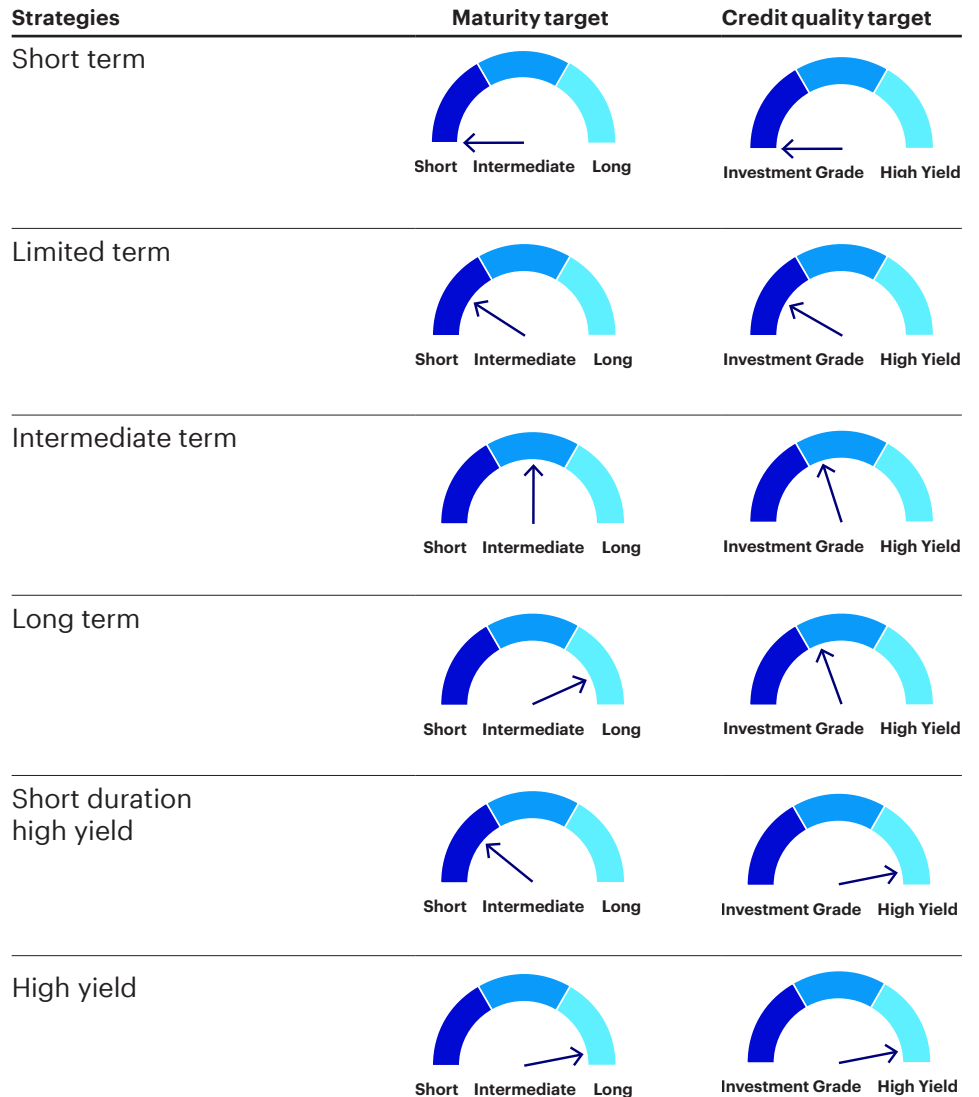 Strategies Maturity target Credit quality target
Short term
Short Intermediate Long Investment Grade High Yield
Limited term
Short Intermediate Long Investment Grade High Yield
Intermediate term
Short Intermediate Long Investment Grade High Yield
Long term
Short Intermediate Long Investment Grade High Yield
Short duration
high yield
Short Intermediate Long Investment Grade High Yield
High yield
Short Intermediate Long Investment Grade High Yield